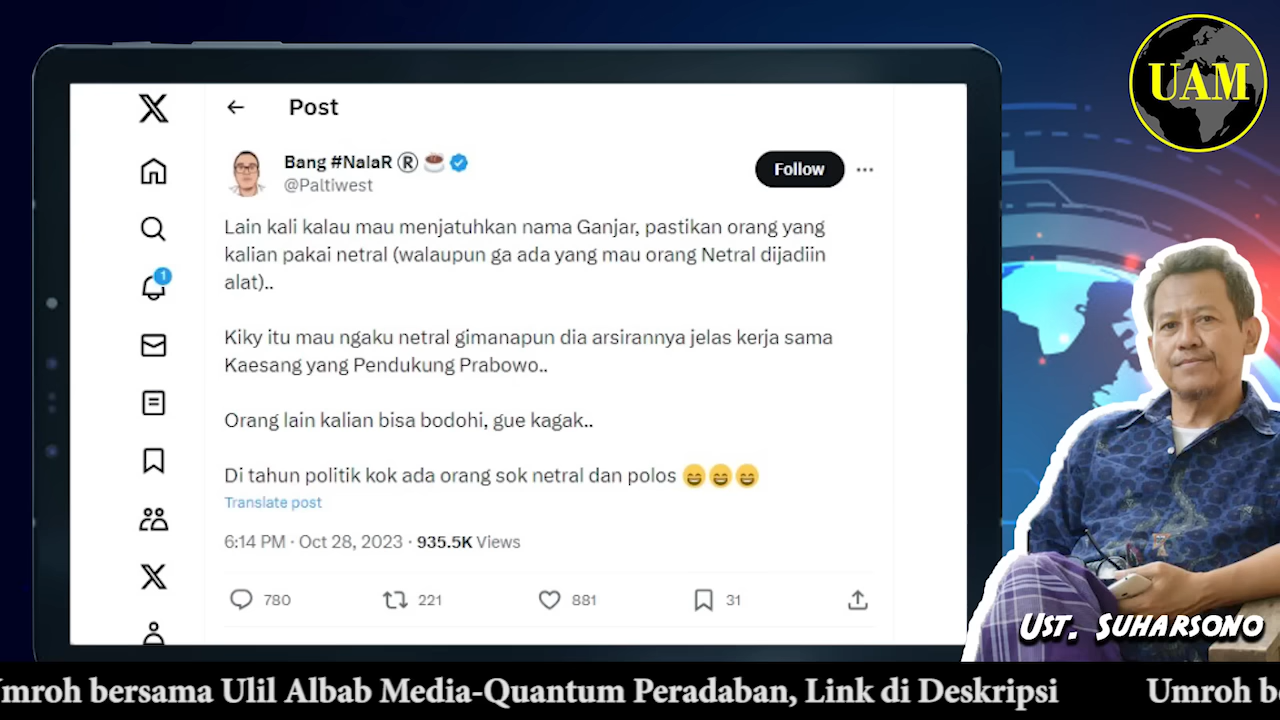 UAM
Post
Bang #NalaR ® ☕
@Paltiwest
Follow
Lain kali kalau mau menjatuhkan nama Ganjar, pastikan orang yang
kalian pakai netral (walaupun ga ada yang mau orang Netral dijadiin
alat)..
Kiky itu mau ngaku netral gimanapun dia arsirannya jelas kerja sama
Kaesang yang Pendukung Prabowo..
Orang lain kalian bisa bodohi, gue kagak..
Di tahun politik kok ada orang sok netral dan polos 😄😄😄
Translate post
6:14 PM · Oct 28, 2023 · 935.5K Views
1
780 221 881 31
UST. SUHARSONO
Umroh bersama Ulil Albab Media-Quantum Peradaban, Link di Deskripsi Umroh be